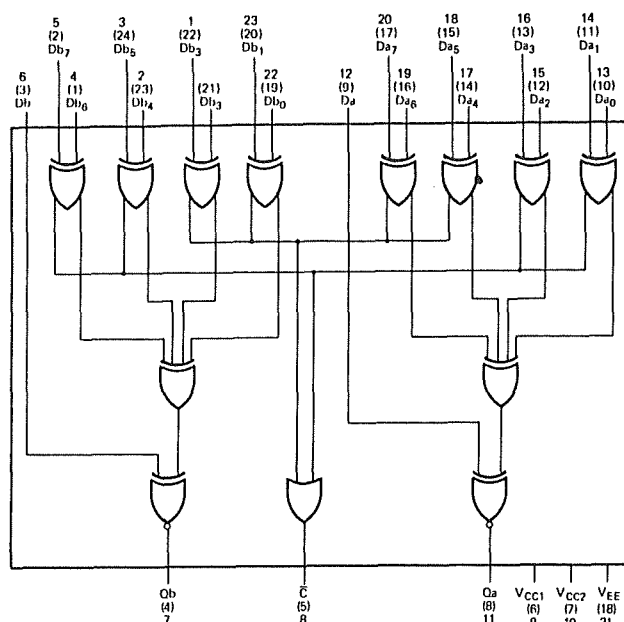 5 3 1 23 20 18 16 14
(2) (24) (22) (20) (17) (15) (13) (11)
Db7 Db5 Db3 Db1 Da7 Da5 Da3 Da1
6 4 2 22 12 19 17 15 13
(3) (1) (23) (21) (19) (9) (16) (14) (12) (10)
Db Db6 Db4 Db3 Db0 Da Da6 Da4 Da2 Da0
Qb C̅ Qa VCC1 VCC2 VEE
(4) (5) (8) (6) (7) (18)
7 8 11 9 10 21